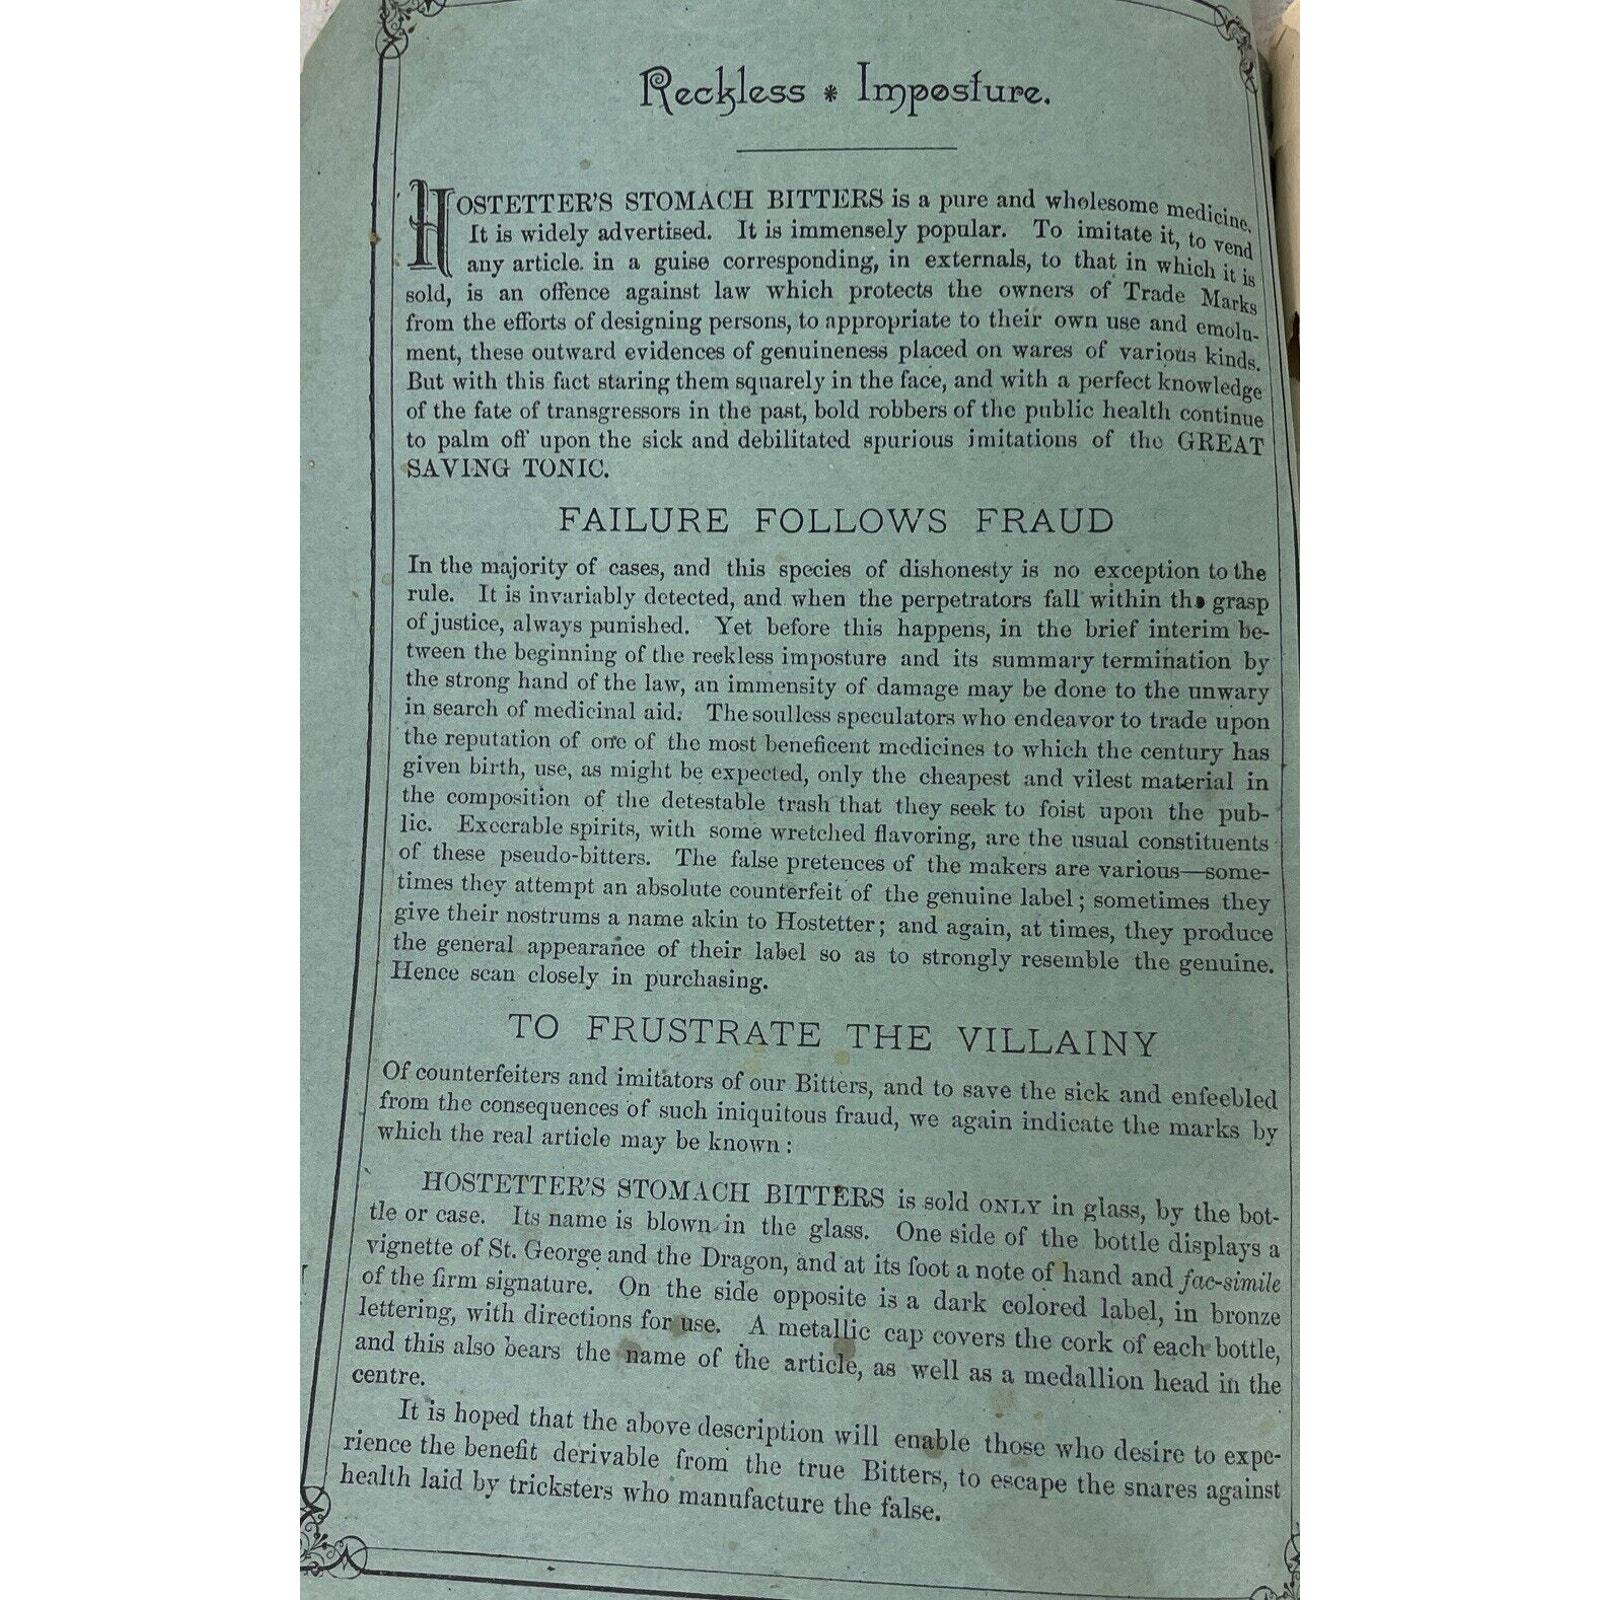 Reckless * Imposture.
HOSTETTER'S STOMACH BITTERS is a pure and wholesome medicine.
It is widely advertised. It is immensely popular. To imitate it, to vend
any article. in a guise corresponding, in externals, to that in which it is
sold, is an offence against law which protects the owners of Trade Marks
from the efforts of designing persons, to appropriate to their own use and emolu-
ment, these outward evidences of genuineness placed on wares of various kinds.
But with this fact staring them squarely in the face, and with a perfect knowledge
of the fate of transgressors in the past, bold robbers of the public health continue
to palm off upon the sick and debilitated spurious imitations of the GREAT
SAVING TONIC.
FAILURE FOLLOWS FRAUD
In the majority of cases, and this species of dishonesty is no exception to the
rule. It is invariably detected, and when the perpetrators fall within the grasp
of justice, always punished. Yet before this happens, in the brief interim be-
tween the beginning of the reckless imposture and its summary termination by
the strong hand of the law, an immensity of damage may be done to the unwary
in search of medicinal aid. The soulless speculators who endeavor to trade upon
the reputation of one of the most beneficent medicines to which the century has
given birth, use, as might be expected, only the cheapest and vilest material in
the composition of the detestable trash that they seek to foist upon the pub-
lic. Execrable spirits, with some wretched flavoring, are the usual constituents
of these pseudo-bitters. The false pretences of the makers are various—some-
times they attempt an absolute counterfeit of the genuine label; sometimes they
give their nostrums a name akin to Hostetter; and again, at times, they produce
the general appearance of their label so as to strongly resemble the genuine.
Hence scan closely in purchasing.
TO FRUSTRATE THE VILLAINY
Of counterfeiters and imitators of our Bitters, and to save the sick and enfeebled
from the consequences of such iniquitous fraud, we again indicate the marks by
which the real article may be known:
HOSTETTER'S STOMACH BITTERS is sold ONLY in glass, by the bot-
tle or case. Its name is blown in the glass. One side of the bottle displays a
vignette of St. George and the Dragon, and at its foot a note of hand and fac-simile
of the firm signature. On the side opposite is a dark colored label, in bronze
lettering, with directions for use. A metallic cap covers the cork of each bottle,
and this also bears the name of the article, as well as a medallion head in the
centre.
It is hoped that the above description will enable those who desire to expe-
rience the benefit derivable from the true Bitters, to escape the snares against
health laid by tricksters who manufacture the false.